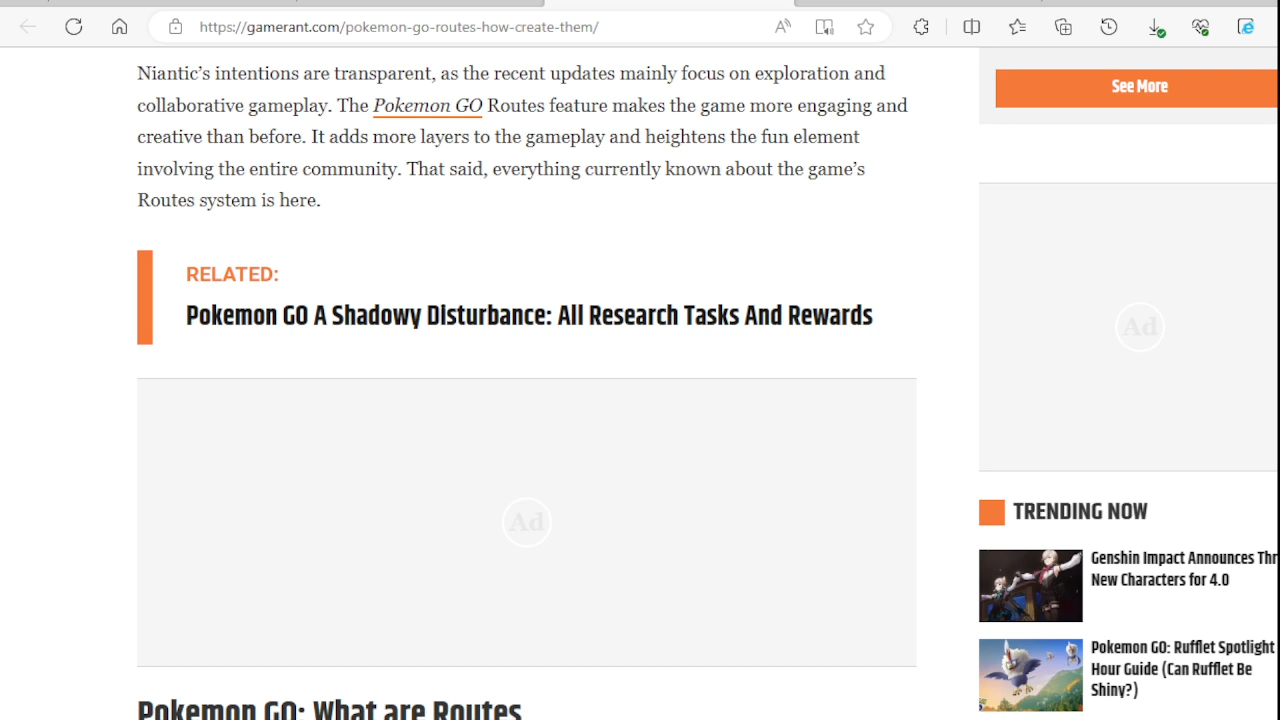 https://gamerant.com/pokemon-go-routes-how-create-them/
Niantic’s intentions are transparent, as the recent updates mainly focus on exploration and
collaborative gameplay. The Pokemon GO Routes feature makes the game more engaging and
creative than before. It adds more layers to the gameplay and heightens the fun element
involving the entire community. That said, everything currently known about the game’s
Routes system is here.
RELATED:
Pokemon GO A Shadowy Disturbance: All Research Tasks And Rewards
Ad
Pokemon GO: What are Routes
See More
Ad
TRENDING NOW
Genshin Impact Announces Thr
New Characters for 4.0
Pokemon GO: Rufflet Spotlight
Hour Guide (Can Rufflet Be
Shiny?)